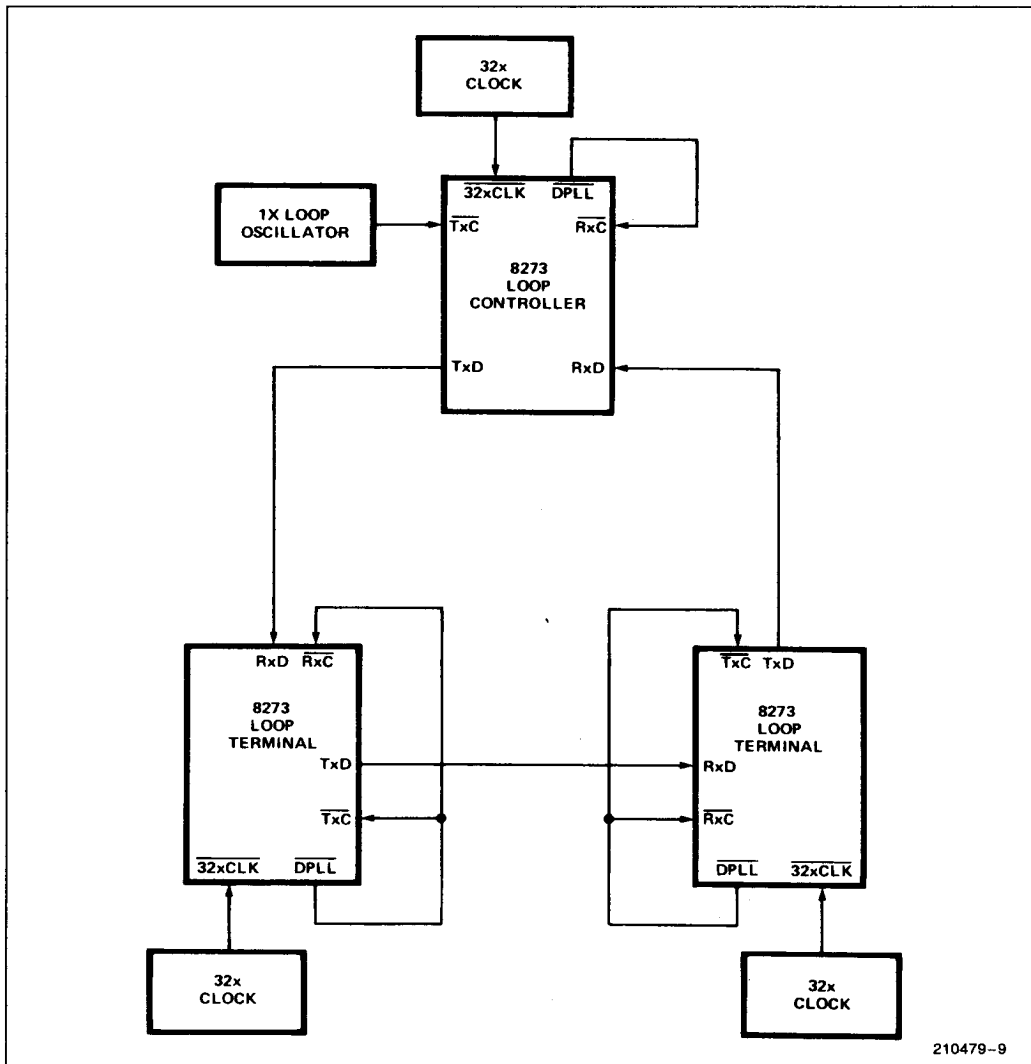 32x
CLOCK
32xCLK DPLL
1X LOOP
OSCILLATOR
TxC
RxC
8273
LOOP
CONTROLLER
TxD
RxD
RxD RxC
8273
LOOP
TERMINAL
TxD
TxC
32xCLK DPLL
32x
CLOCK
TxC TxD
8273
LOOP
TERMINAL
RxD
RxC
DPLL 32xCLK
32x
CLOCK
210479-9